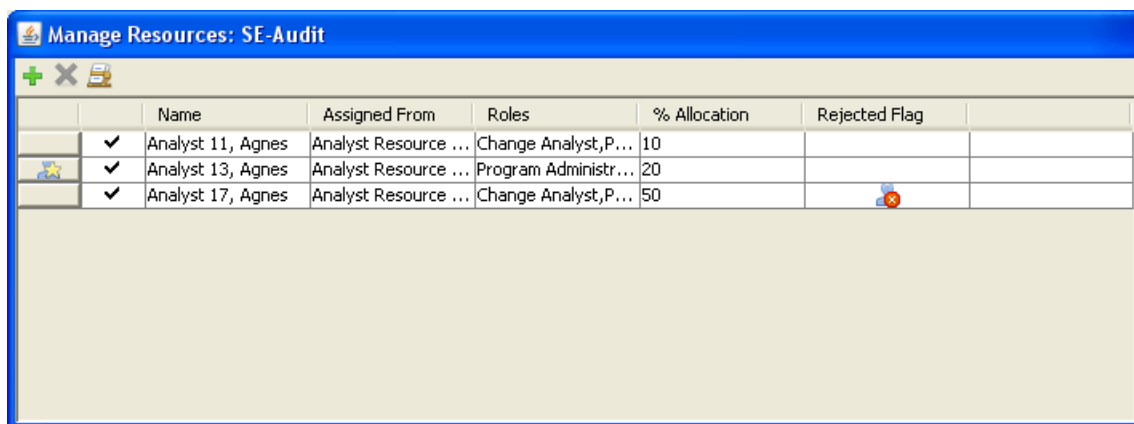 Manage Resources: SE-Audit
Name Assigned From Roles % Allocation Rejected Flag
Analyst 11, Agnes Analyst Resource ... Change Analyst,P... 10
Analyst 13, Agnes Analyst Resource ... Program Administr... 20
Analyst 17, Agnes Analyst Resource ... Change Analyst,P... 50